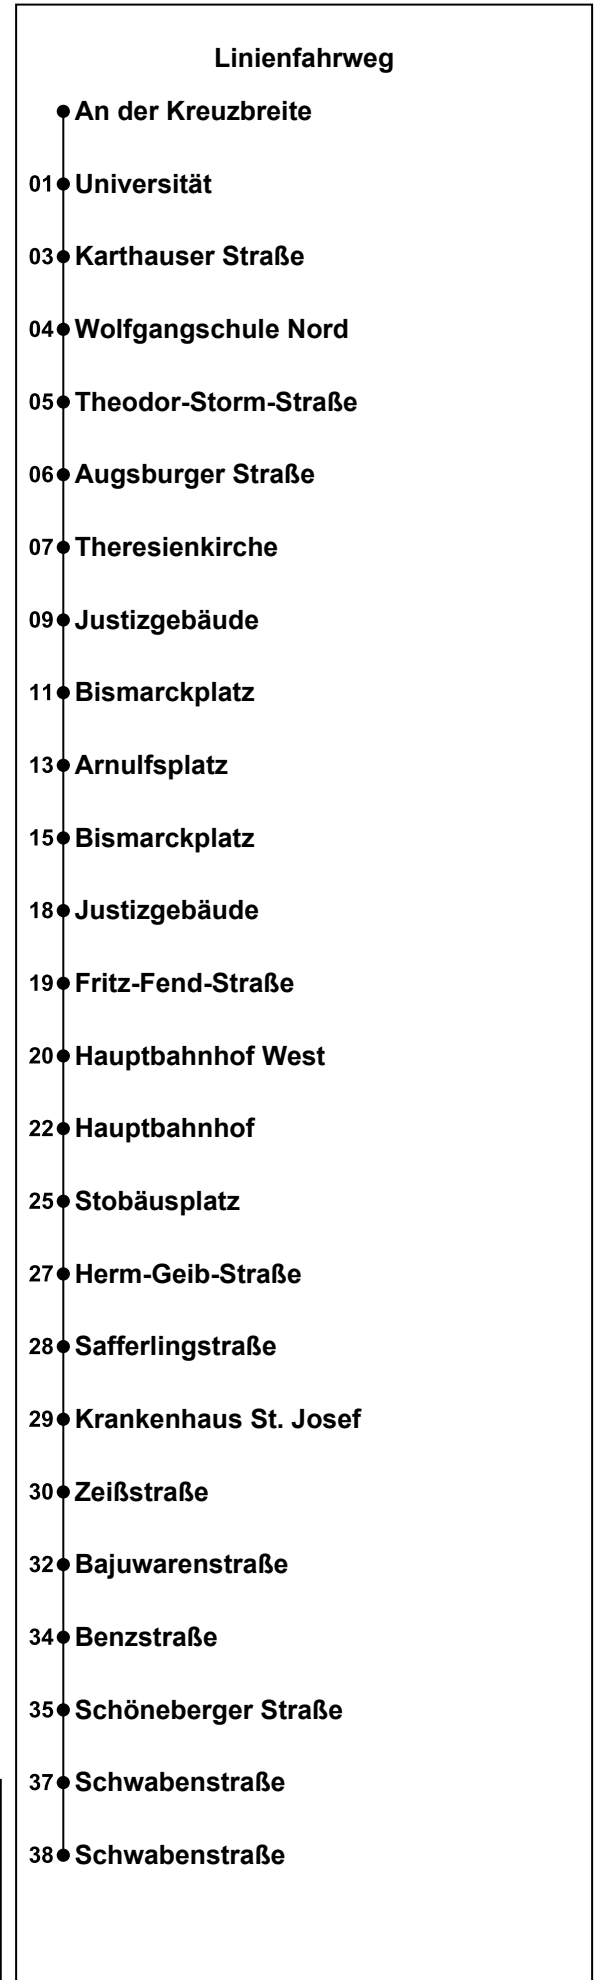 Linienfahrweg
An der Kreuzbreite
01 Universität
03 Karthauser Straße
04 Wolfgangschule Nord
05 Theodor-Storm-Straße
06 Augsburger Straße
07 Theresienkirche
09 Justizgebäude
11 Bismarckplatz
13 Arnulfsplatz
15 Bismarckplatz
18 Justizgebäude
19 Fritz-Fend-Straße
20 Hauptbahnhof West
22 Hauptbahnhof
25 Stobäusplatz
27 Herm-Geib-Straße
28 Safferlingstraße
29 Krankenhaus St. Josef
30 Zeißstraße
32 Bajuwarenstraße
34 Benzstraße
35 Schöneberger Straße
37 Schwabenstraße
38 Schwabenstraße